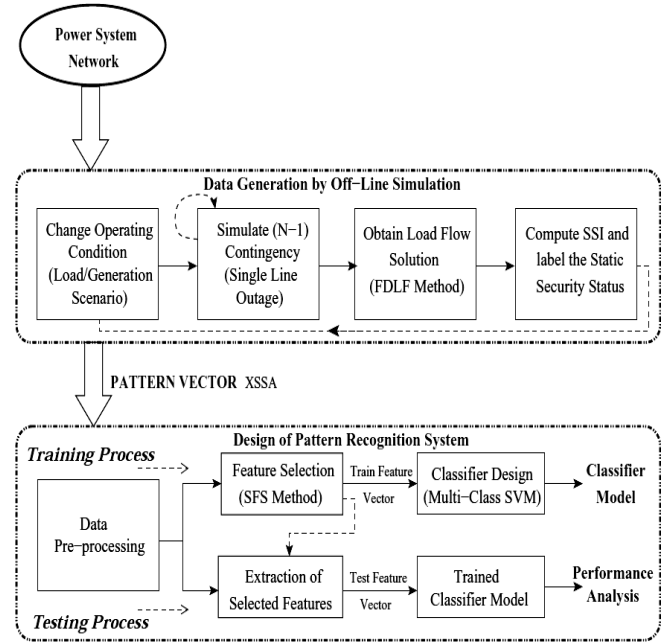 Power System
Network
Data Generation by Off-Line Simulation
Change Operating
Condition
(Load/Generation
Scenario)
Simulate (N-1)
Contingency
(Single Line
Outage)
Obtain Load Flow
Solution
(FDLF Method)
Compute SSI and
label the Static
Security Status
PATTERN VECTOR XSSA
Design of Pattern Recognition System
Training Process
Data
Pre-processing
Feature Selection
(SFS Method)
Train Feature
Vector
Classifier Design
(Multi-Class SVM)
Classifier
Model
Extraction of
Selected Features
Test Feature
Vector
Trained
Classifier Model
Performance
Analysis
Testing Process